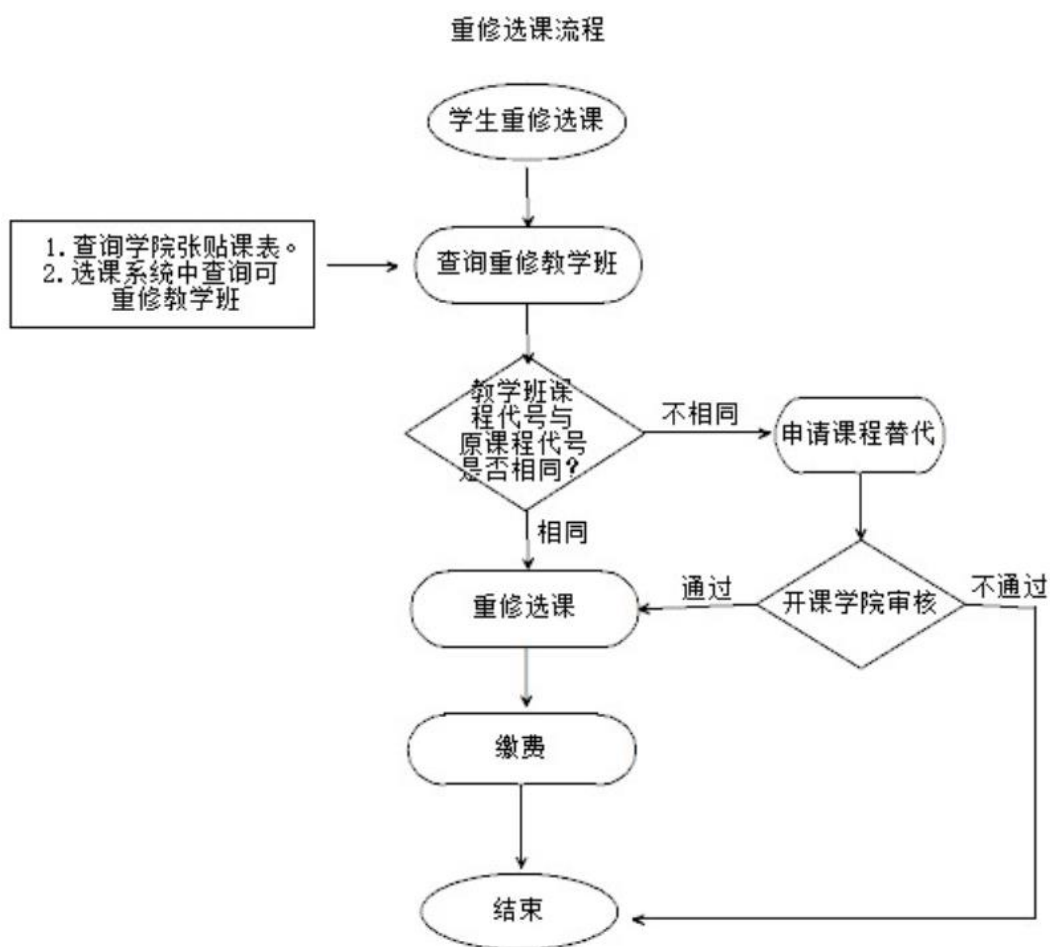 重修选课流程
学生重修选课
1.查询学院张贴课表。
2.选课系统中查询可
重修教学班
查询重修教学班
教学班课
程代号与
原课程代号
是否相同?
不相同
申请课程替代
相同
重修选课
通过
开课学院审核
不通过
缴费
结束